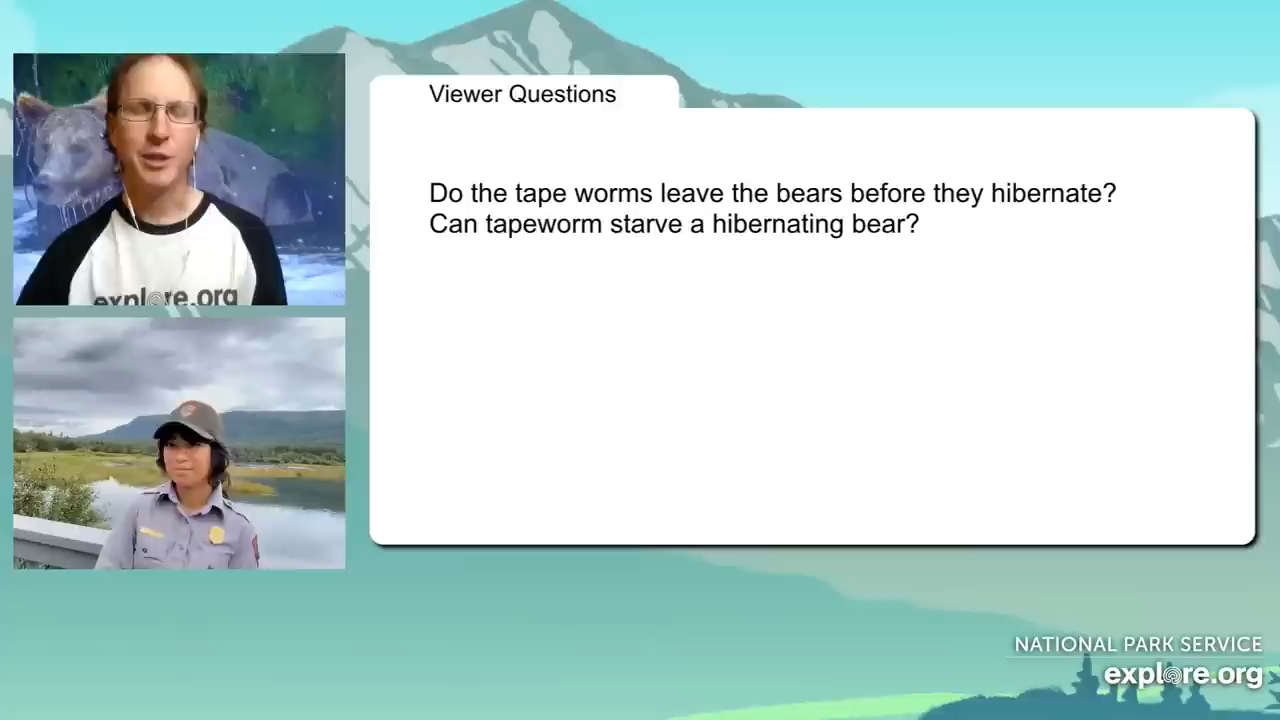 Viewer Questions
Do the tape worms leave the bears before they hibernate?
Can tapeworm starve a hibernating bear?
explore.org
NATIONAL PARK SERVICE
explore.org